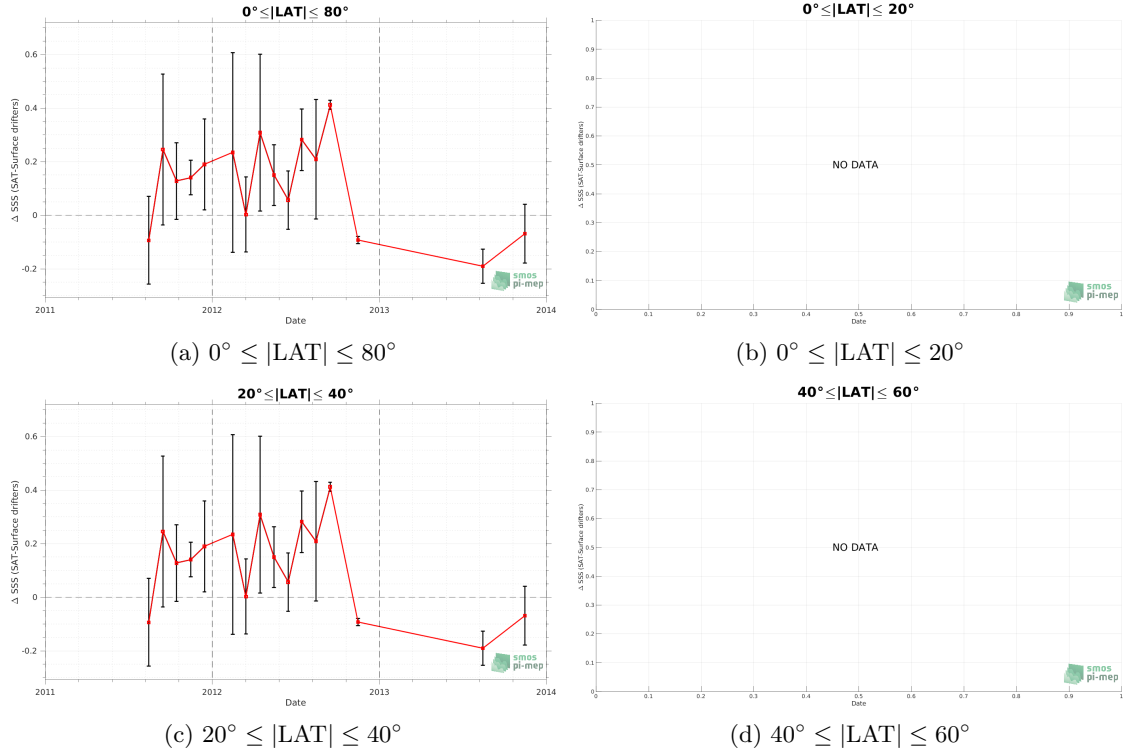 0°≤|LAT|≤ 80°
Δ SSS (SAT-Surface drifters)
0.6
0.4
0.2
0
-0.2
2011
2012
2013
2014
Date
smos
pi-mep
(a) 0° ≤ |LAT| ≤ 80°
0°≤|LAT|≤ 20°
Δ SSS (SAT-Surface drifters)
1
0.9
0.8
0.7
0.6
0.5
0.4
0.3
0.2
0.1
0
NO DATA
0
0.1
0.2
0.3
0.4
0.5
0.6
0.7
0.8
0.9
1
Date
smos
pi-mep
(b) 0° ≤ |LAT| ≤ 20°
20°≤|LAT|≤ 40°
Δ SSS (SAT-Surface drifters)
0.6
0.4
0.2
0
-0.2
2011
2012
2013
2014
Date
smos
pi-mep
(c) 20° ≤ |LAT| ≤ 40°
40°≤|LAT|≤ 60°
Δ SSS (SAT-Surface drifters)
1
0.9
0.8
0.7
0.6
0.5
0.4
0.3
0.2
0.1
0
NO DATA
0
0.1
0.2
0.3
0.4
0.5
0.6
0.7
0.8
0.9
1
Date
smos
pi-mep
(d) 40° ≤ |LAT| ≤ 60°